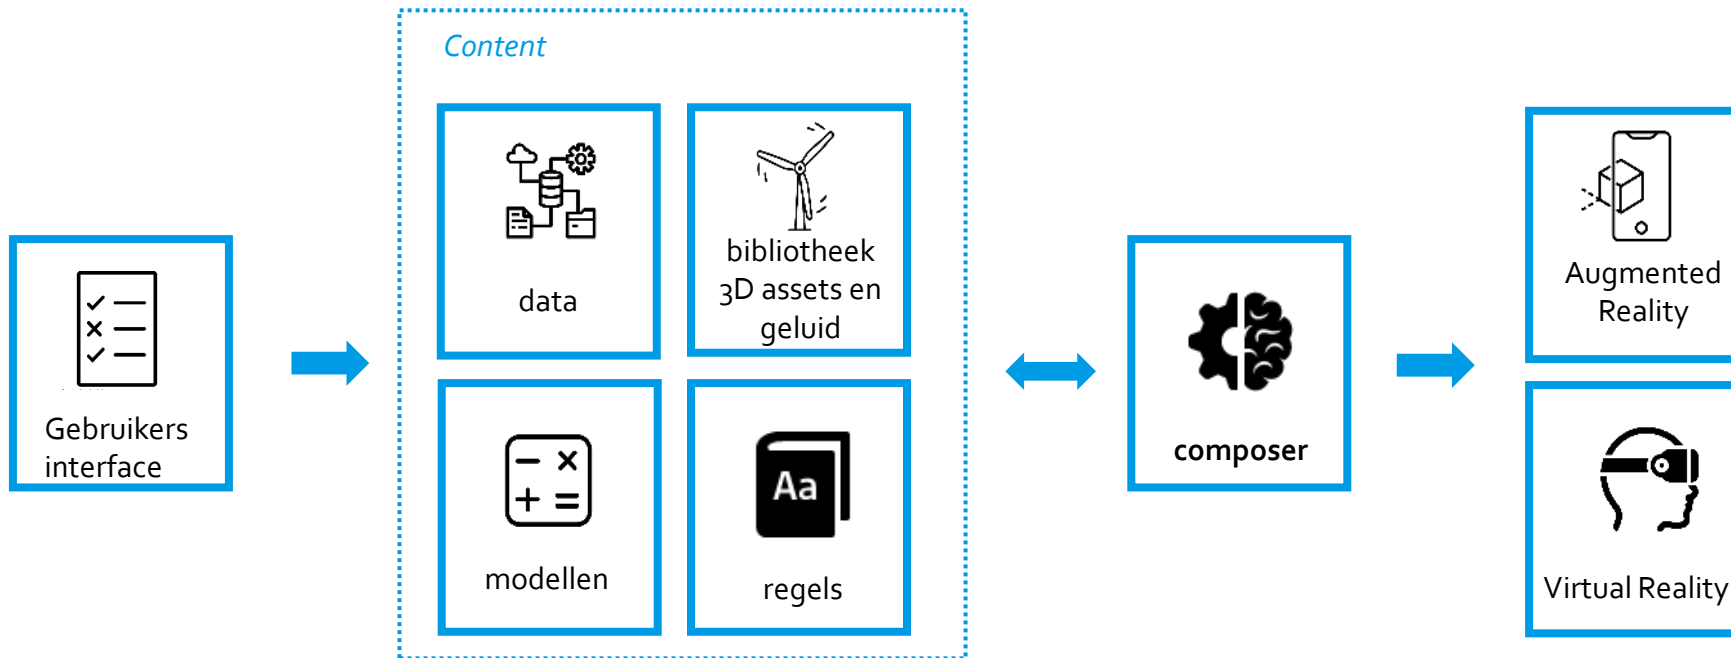 Content
Gebruikers
interface
data
bibliotheek
3D assets en
geluid
modellen
Aa
regels
composer
Augmented
Reality
Virtual Reality